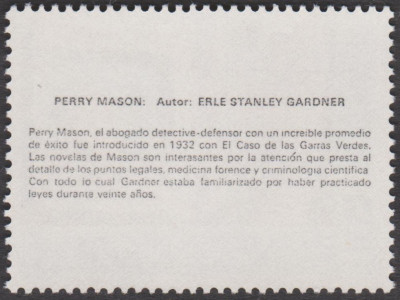 PERRY MASON: Autor: ERLE STANLEY GARDNER
Perry Mason, el abogado detective-defensor con un increible promedio
de éxito fue introducido en 1932 con El Caso de las Garras Verdes.
Las novelas de Mason son interasantes por la atención que presta al
detalle de los puntos legales, medicina forence y criminologia cientifica
Con todo lo cual Gardner estaba familiarizado por haber practicado
leyes durante veinte años.